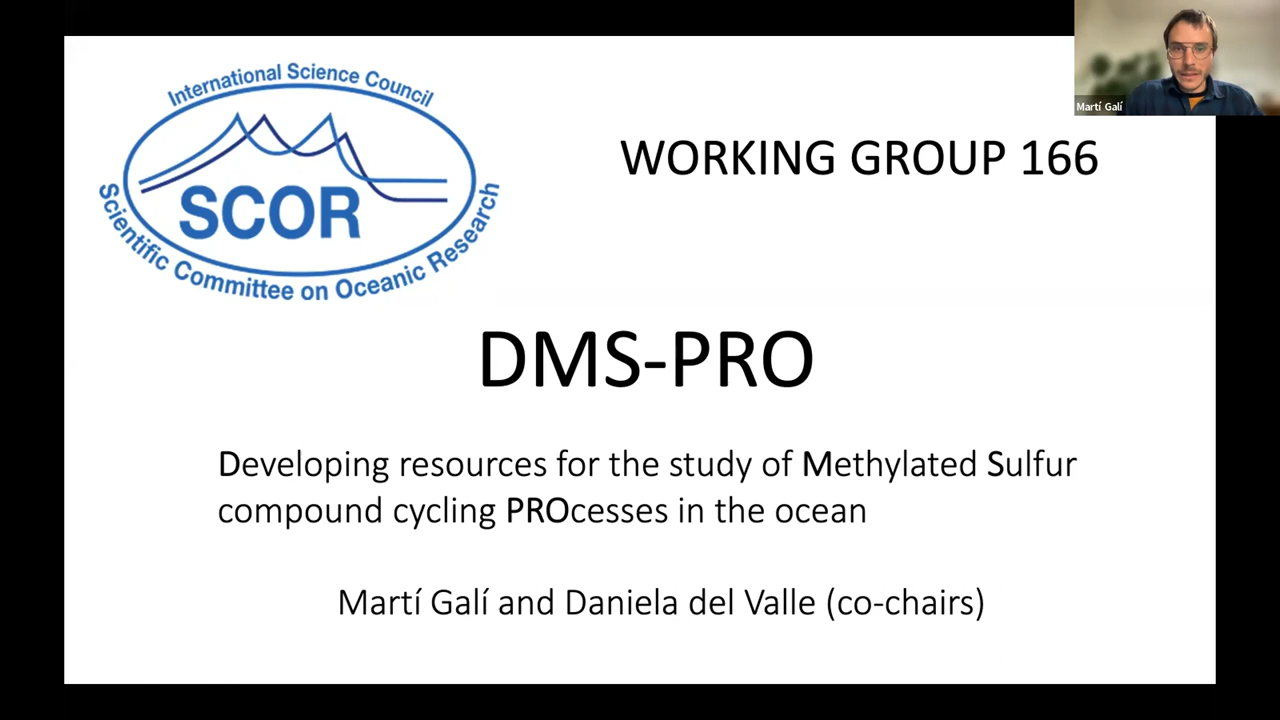 International Science Council
SCOR
Scientific Committee on Oceanic Research
WORKING GROUP 166
Martí Galí
DMS-PRO
Developing resources for the study of Methylated Sulfur
compound cycling PROcesses in the ocean
Martí Galí and Daniela del Valle (co-chairs)